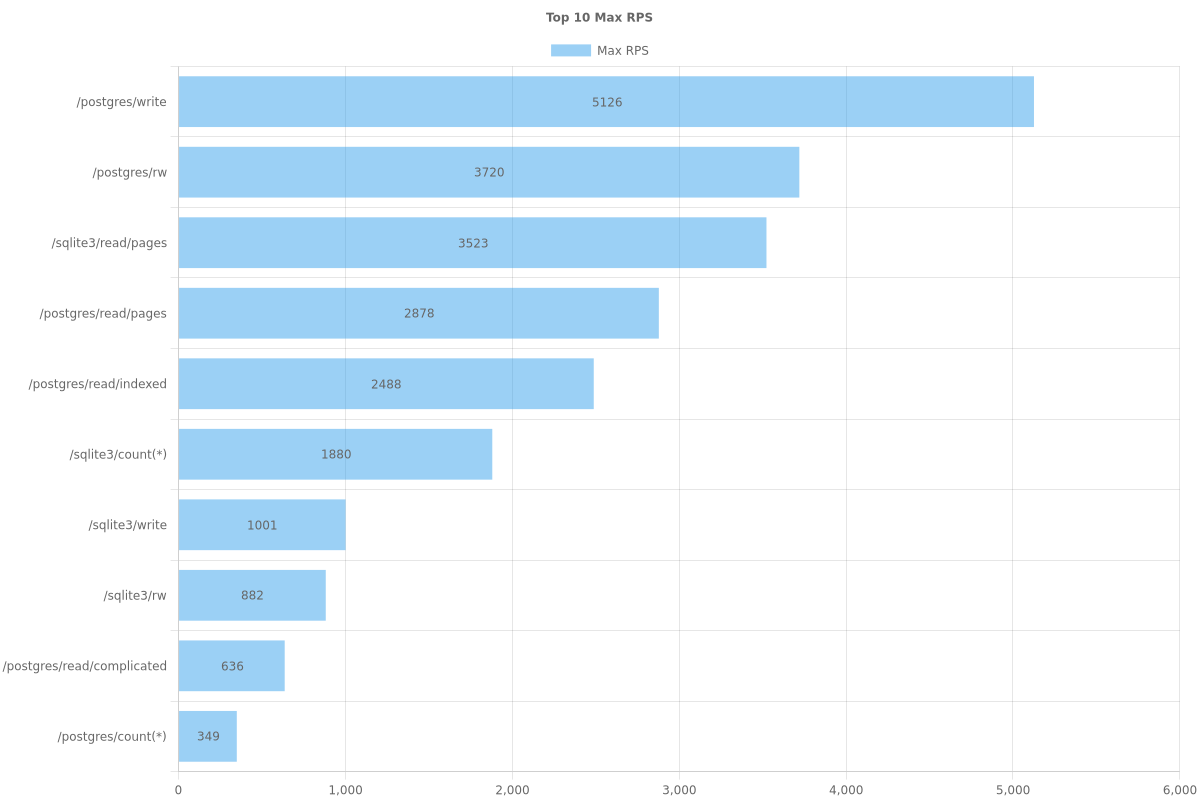 Top 10 Max RPS
Max RPS
/postgres/write 5126
/postgres/rw 3720
/sqlite3/read/pages 3523
/postgres/read/pages 2878
/postgres/read/indexed 2488
/sqlite3/count(*) 1880
/sqlite3/write 1001
/sqlite3/rw 882
/postgres/read/complicated 636
/postgres/count(*) 349
0 1,000 2,000 3,000 4,000 5,000 6,000